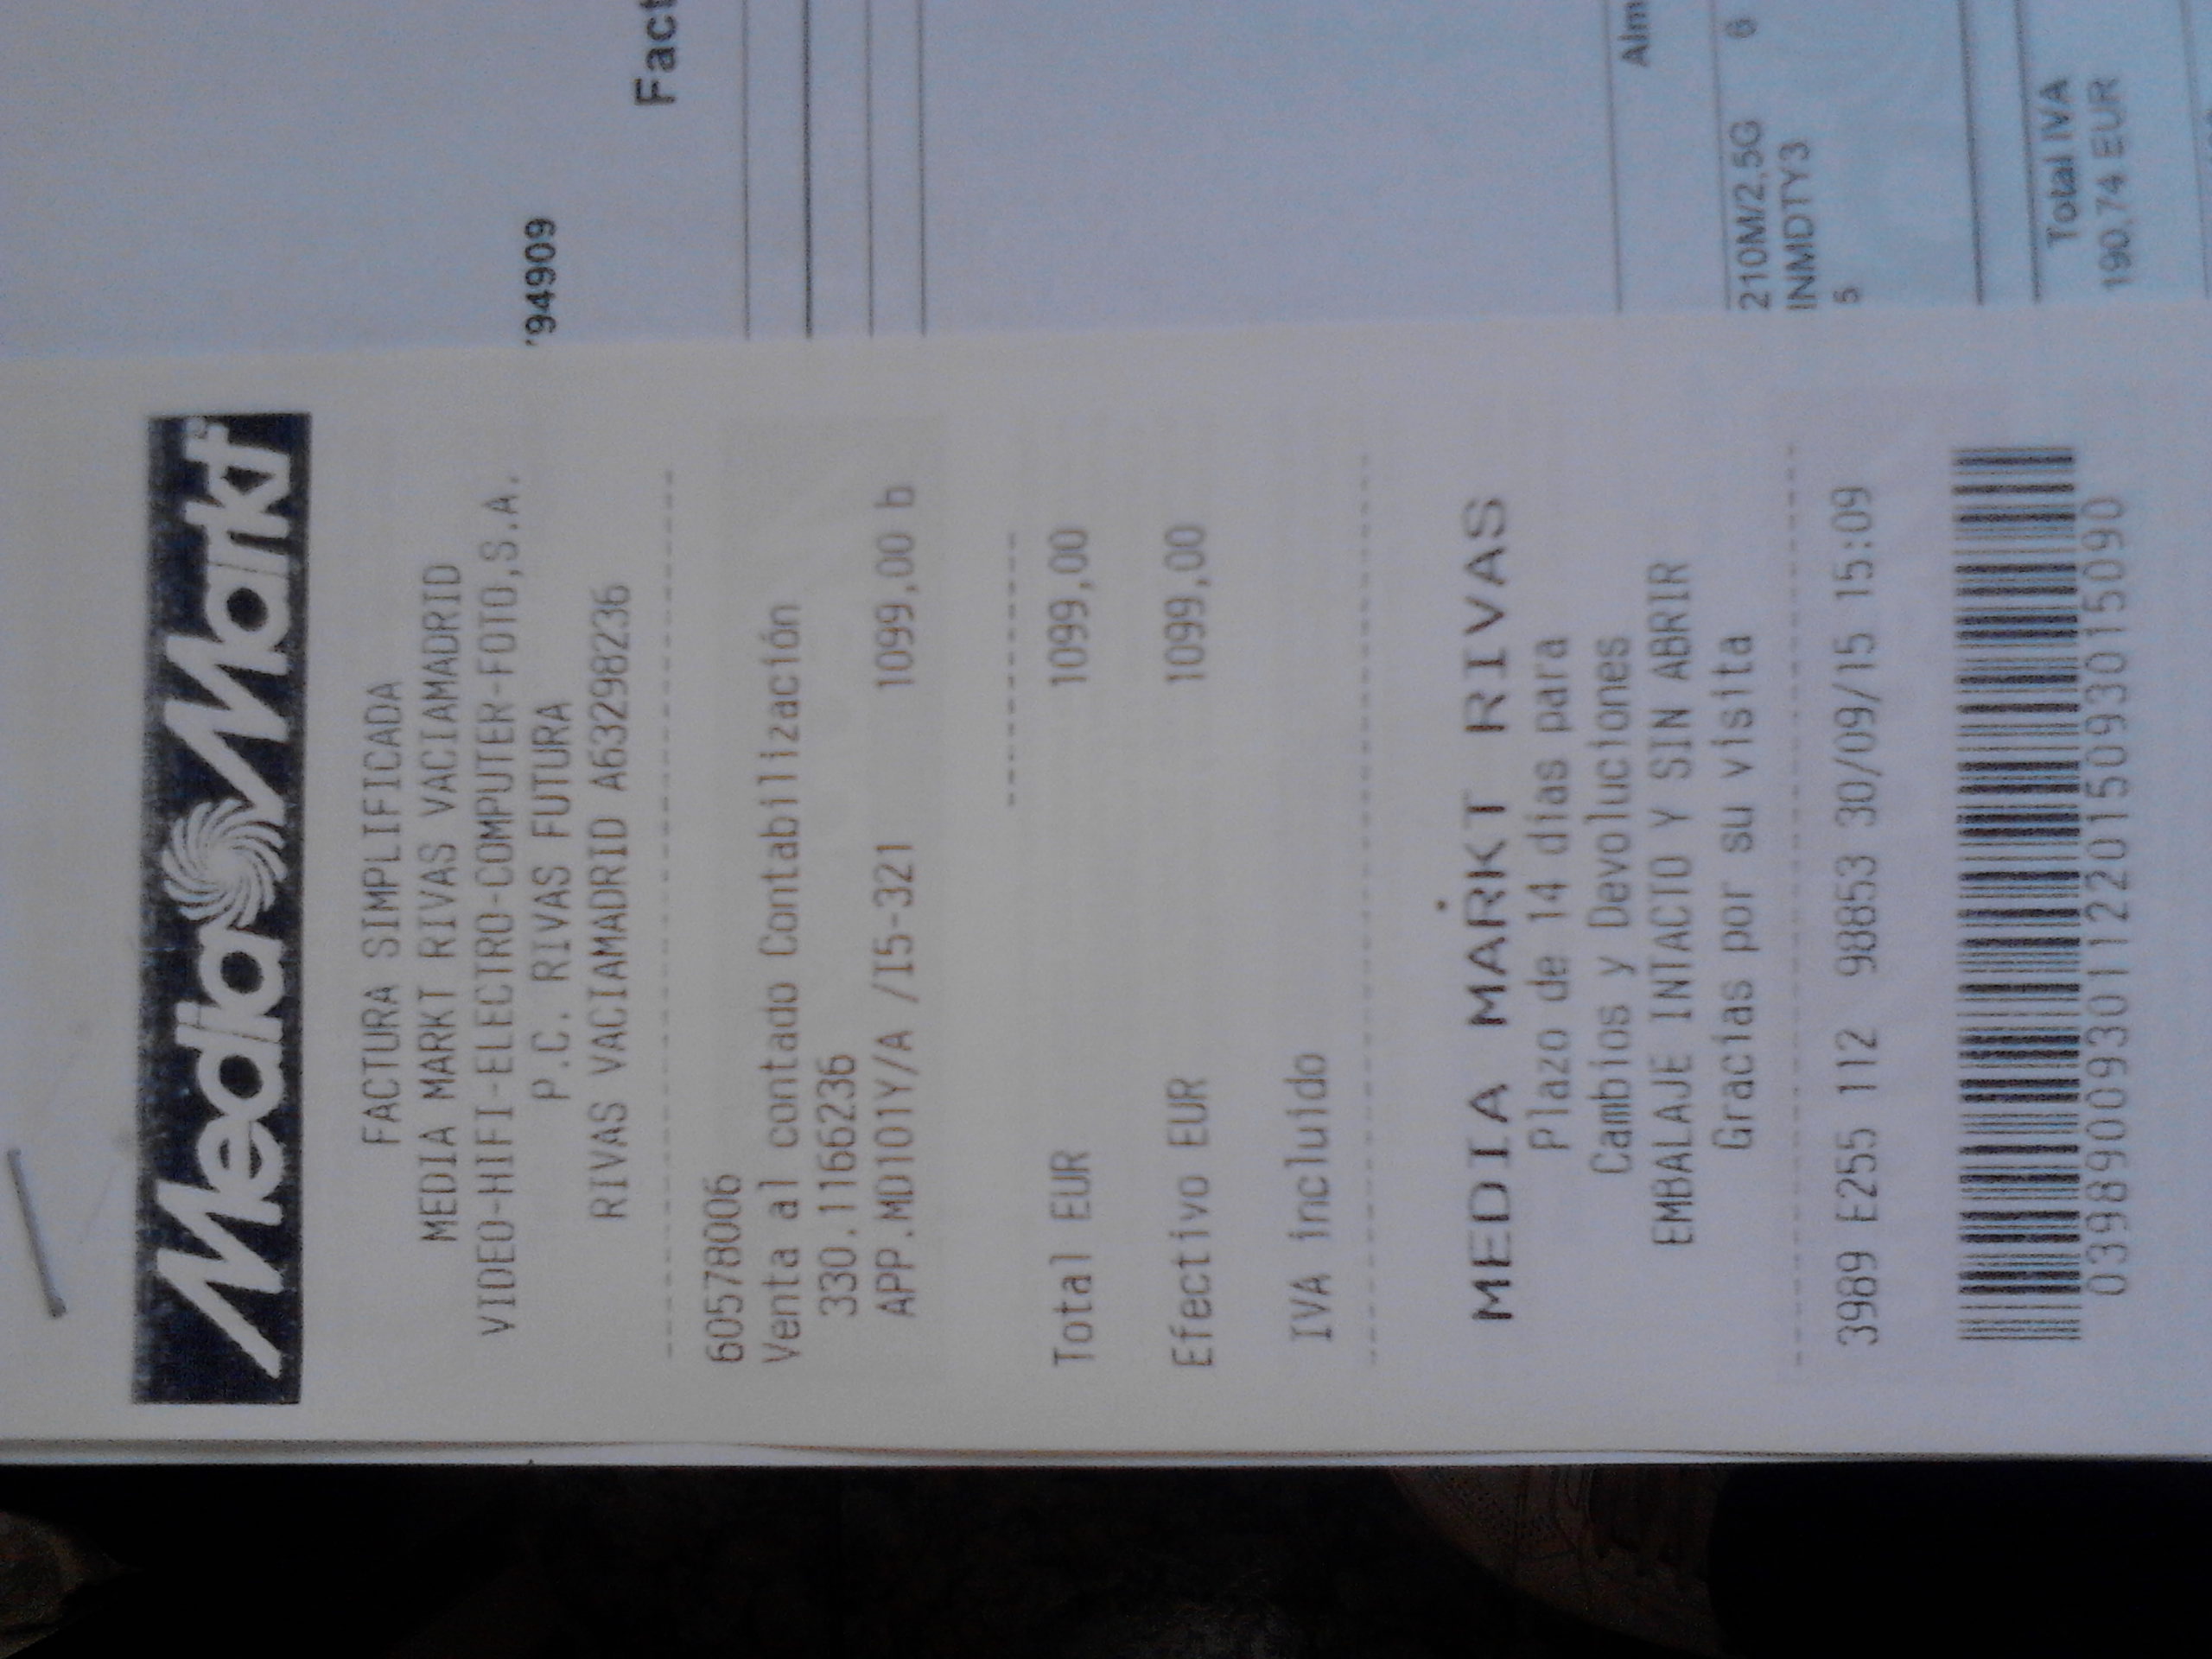 Media Markt
FACTURA SIMPLIFICADA
MEDIA MARKT RIVAS VACIAMADRID
VIDEO-HIFI-ELECTRO-COMPUTER-FOTO,S.A.
P.C. RIVAS FUTURA
RIVAS VACIAMADRID A63298236
605778006
Venta al contado Contabilización
330.1166236
APP.MD101Y/A /I5-321 1099,00 b
Total EUR 1099,00
Efectivo EUR 1099,00
IVA incluido
MEDIA MARKT RIVAS
Plazo de 14 días para
Cambios y Devoluciones
EMBALAJE INTACTO Y SIN ABRIR
Gracias por su visita
3989 E255 112 98853 30/09/15 15:09
03989009301122015093015090
94909
Fact
Alm
210M/2,5G 6
INMDTY3
5
Total IVA
190,74 EUR